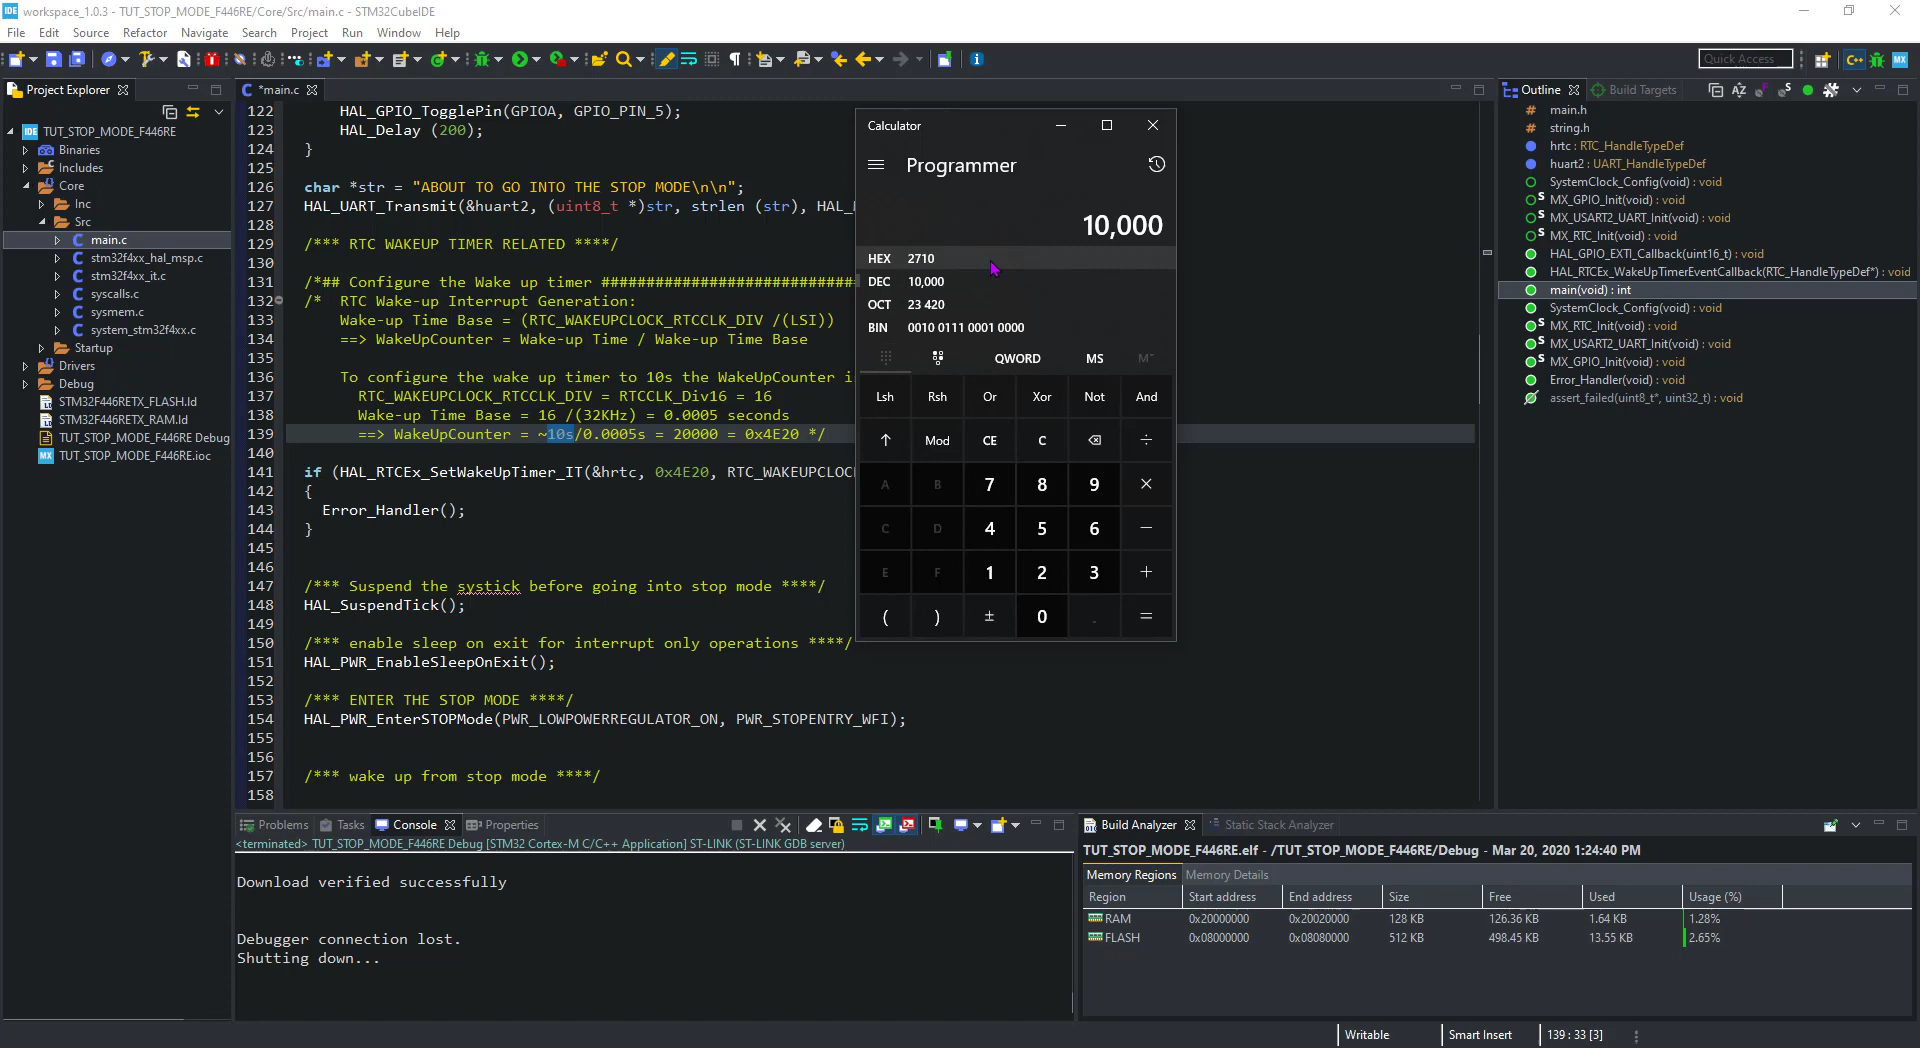 workspace_1.0.3 - TUT_STOP_MODE_F446RE/Core/Src/main.c - STM32CubeIDE
File Edit Source Refactor Navigate Search Project Run Window Help
Quick Access
Project Explorer
TUT_STOP_MODE_F446RE
Binaries
Includes
Core
Inc
Src
main.c
stm32f4xx_hal_msp.c
stm32f4xx_it.c
syscalls.c
sysmem.c
system_stm32f4xx.c
Startup
Drivers
Debug
STM32F446RETX_FLASH.ld
STM32F446RETX_RAM.ld
TUT_STOP_MODE_F446RE Debug
TUT_STOP_MODE_F446RE.ioc
*main.c
122 HAL_GPIO_TogglePin(GPIOA, GPIO_PIN_5);
123 HAL_Delay (200);
124 }
125
126 char *str = "ABOUT TO GO INTO THE STOP MODE\n\n";
127 HAL_UART_Transmit(&huart2, (uint8_t *)str, strlen (str), HAL_
128
129 /*** RTC WAKEUP TIMER RELATED ****/
130
131 /*## Configure the Wake up timer ############################
132 /* RTC Wake-up Interrupt Generation:
133 Wake-up Time Base = (RTC_WAKEUPCLOCK_RTCCLK_DIV /(LSI))
134 ==> WakeUpCounter = Wake-up Time / Wake-up Time Base
135
136 To configure the wake up timer to 10s the WakeUpCounter i
137 RTC_WAKEUPCLOCK_RTCCLK_DIV = RTCCLK_Div16 = 16
138 Wake-up Time Base = 16 /(32KHz) = 0.0005 seconds
139 ==> WakeUpCounter = ~10s/0.0005s = 20000 = 0x4E20 */
140
141 if (HAL_RTCEx_SetWakeUpTimer_IT(&hrtc, 0x4E20, RTC_WAKEUPCLO
142 {
143 Error_Handler();
144 }
145
146
147 /*** Suspend the systick before going into stop mode ****/
148 HAL_SuspendTick();
149
150 /*** enable sleep on exit for interrupt only operations ****/
151 HAL_PWR_EnableSleepOnExit();
152
153 /*** ENTER THE STOP MODE ****/
154 HAL_PWR_EnterSTOPMode(PWR_LOWPOWERREGULATOR_ON, PWR_STOPENTRY_WFI);
155
156
157 /*** wake up from stop mode ****/
158
Calculator
Programmer
10,000
HEX 2710
DEC 10,000
OCT 23 420
BIN 0010 0111 0001 0000
QWORD MS M˅
Lsh Rsh Or Xor Not And
↑ Mod CE C ⌫ ÷
A B 7 8 9 ×
C D 4 5 6 −
E F 1 2 3 +
( ) ± 0 . =
Outline Build Targets
main.h
string.h
hrtc : RTC_HandleTypeDef
huart2 : UART_HandleTypeDef
SystemClock_Config(void) : void
MX_GPIO_Init(void) : void
MX_USART2_UART_Init(void) : void
MX_RTC_Init(void) : void
HAL_GPIO_EXTI_Callback(uint16_t) : void
HAL_RTCEx_WakeUpTimerEventCallback(RTC_HandleTypeDef*) : void
main(void) : int
SystemClock_Config(void) : void
MX_RTC_Init(void) : void
MX_USART2_UART_Init(void) : void
MX_GPIO_Init(void) : void
Error_Handler(void) : void
assert_failed(uint8_t*, uint32_t) : void
Problems Tasks Console Properties
<terminated> TUT_STOP_MODE_F446RE Debug [STM32 Cortex-M C/C++ Application] ST-LINK (ST-LINK GDB server)
Download verified successfully
Debugger connection lost.
Shutting down...
Build Analyzer Static Stack Analyzer
TUT_STOP_MODE_F446RE.elf - /TUT_STOP_MODE_F446RE/Debug - Mar 20, 2020 1:24:40 PM
Memory Regions Memory Details
Region Start address End address Size Free Used Usage (%)
RAM 0x20000000 0x20020000 128 KB 126.36 KB 1.64 KB 1.28%
FLASH 0x08000000 0x08080000 512 KB 498.45 KB 13.55 KB 2.65%
Writable Smart Insert 139 : 33 [3]